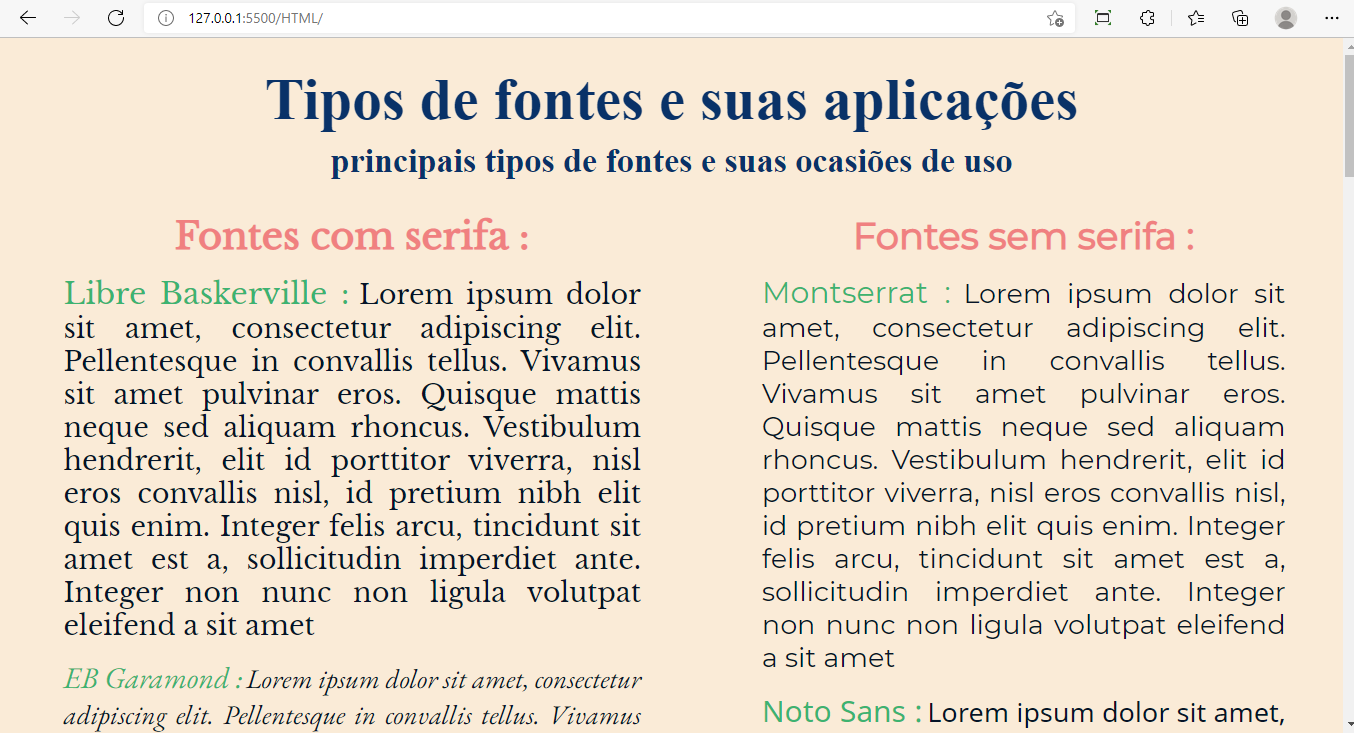 127.0.0.1:5500/HTML/
Tipos de fontes e suas aplicações
principais tipos de fontes e suas ocasiões de uso
Fontes com serifa :
Libre Baskerville : Lorem ipsum dolor
sit amet, consectetur adipiscing elit.
Pellentesque in convallis tellus. Vivamus
sit amet pulvinar eros. Quisque mattis
neque sed aliquam rhoncus. Vestibulum
hendrerit, elit id porttitor viverra, nisl
eros convallis nisl, id pretium nibh elit
quis enim. Integer felis arcu, tincidunt sit
amet est a, sollicitudin imperdiet ante.
Integer non nunc non ligula volutpat
eleifend a sit amet
EB Garamond : Lorem ipsum dolor sit amet, consectetur
adipiscing elit. Pellentesque in convallis tellus. Vivamus
Fontes sem serifa :
Montserrat : Lorem ipsum dolor sit
amet, consectetur adipiscing elit.
Pellentesque in convallis tellus.
Vivamus sit amet pulvinar eros.
Quisque mattis neque sed aliquam
rhoncus. Vestibulum hendrerit, elit id
porttitor viverra, nisl eros convallis nisl,
id pretium nibh elit quis enim. Integer
felis arcu, tincidunt sit amet est a,
sollicitudin imperdiet ante. Integer
non nunc non ligula volutpat eleifend
a sit amet
Noto Sans : Lorem ipsum dolor sit amet,